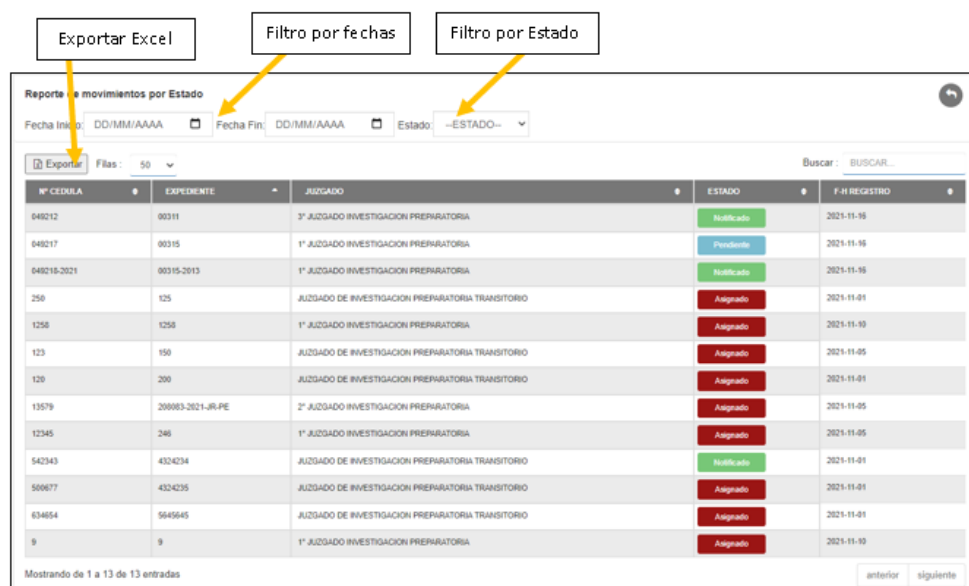 Exportar Excel
Filtro por fechas
Filtro por Estado
Reporte de movimientos por Estado
Fecha Inicio: DD/MM/AAAA Fecha Fin: DD/MM/AAAA Estado: --ESTADO--
Exportar Filas : 50 Buscar : BUSCAR...
Nº CEDULA EXPEDIENTE JUZGADO ESTADO F-H REGISTRO
049212 00311 3° JUZGADO INVESTIGACION PREPARATORIA Notificado 2021-11-16
049217 00315 1° JUZGADO INVESTIGACION PREPARATORIA Pendiente 2021-11-16
049218-2021 00315-2013 1° JUZGADO INVESTIGACION PREPARATORIA Notificado 2021-11-16
250 125 JUZGADO DE INVESTIGACION PREPARATORIA TRANSITORIO Asignado 2021-11-01
1258 1258 1° JUZGADO INVESTIGACION PREPARATORIA Asignado 2021-11-10
123 150 JUZGADO DE INVESTIGACION PREPARATORIA TRANSITORIO Asignado 2021-11-05
120 200 JUZGADO DE INVESTIGACION PREPARATORIA TRANSITORIO Asignado 2021-11-01
13579 208083-2021-JR-PE 2° JUZGADO INVESTIGACION PREPARATORIA Asignado 2021-11-05
12345 246 1° JUZGADO INVESTIGACION PREPARATORIA Asignado 2021-11-05
542343 4324234 JUZGADO DE INVESTIGACION PREPARATORIA TRANSITORIO Notificado 2021-11-01
500677 4324235 JUZGADO DE INVESTIGACION PREPARATORIA TRANSITORIO Asignado 2021-11-01
634654 5645645 JUZGADO DE INVESTIGACION PREPARATORIA TRANSITORIO Asignado 2021-11-01
9 9 1° JUZGADO INVESTIGACION PREPARATORIA Asignado 2021-11-10
Mostrando de 1 a 13 de 13 entradas anterior siguiente